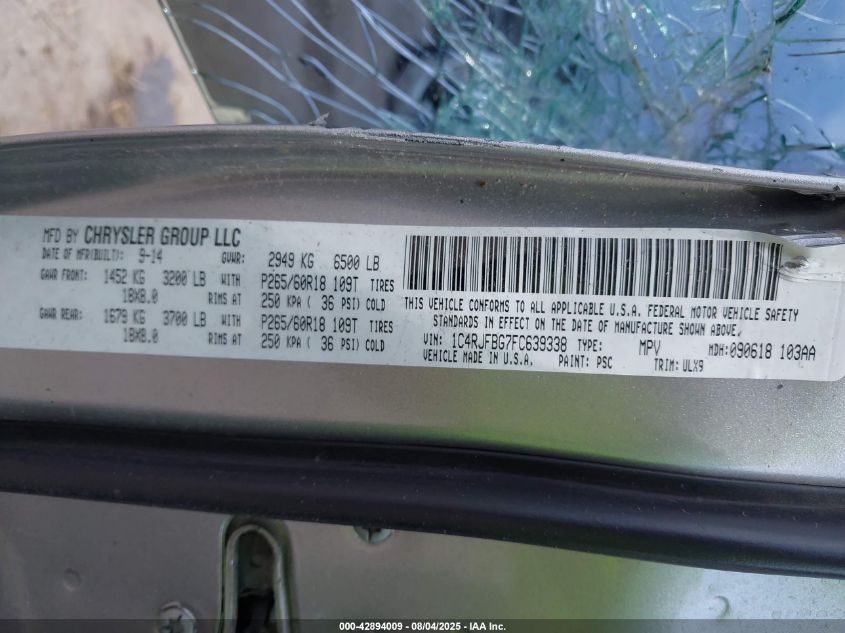 MFD BY CHRYSLER GROUP LLC
DATE OF MFR(BUILT): 9-14 GVWR: 2949 KG 6500 LB
GAWR FRONT: 1452 KG 3200 LB WITH P265/60R18 109T TIRES
18X8.0 RIMS AT 250 KPA ( 36 PSI) COLD
GAWR REAR: 1679 KG 3700 LB WITH P265/60R18 109T TIRES
18X8.0 RIMS AT 250 KPA ( 36 PSI) COLD
THIS VEHICLE CONFORMS TO ALL APPLICABLE U.S.A. FEDERAL MOTOR VEHICLE SAFETY
STANDARDS IN EFFECT ON THE DATE OF MANUFACTURE SHOWN ABOVE.
VIN: 1C4RJFBG7FC639338 TYPE: MPV MDH:090618 103AA
VEHICLE MADE IN U.S.A. PAINT: PSC TRIM: ULX9
000-42894009 - 08/04/2025 - IAA Inc.